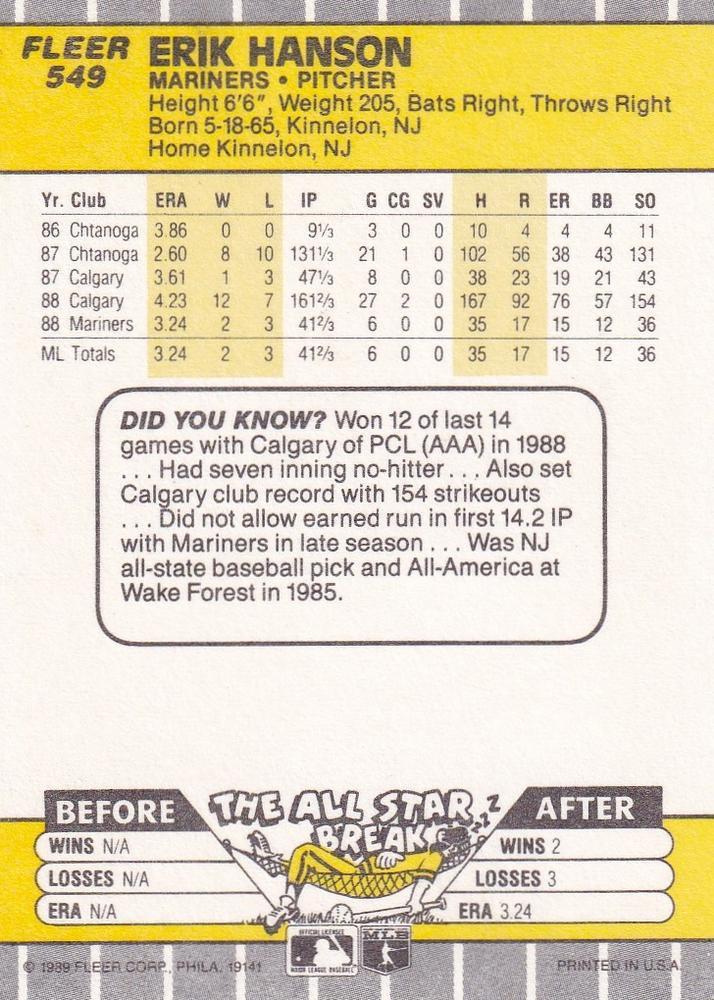 FLEER
549
ERIK HANSON
MARINERS • PITCHER
Height 6'6", Weight 205, Bats Right, Throws Right
Born 5-18-65, Kinnelon, NJ
Home Kinnelon, NJ
Yr. Club ERA W L IP G CG SV H R ER BB SO
86 Chtanoga 3.86 0 0 9⅓ 3 0 0 10 4 4 4 11
87 Chtanoga 2.60 8 10 131⅓ 21 1 0 102 56 38 43 131
87 Calgary 3.61 1 3 47⅓ 8 0 0 38 23 19 21 43
88 Calgary 4.23 12 7 161⅔ 27 2 0 167 92 76 57 154
88 Mariners 3.24 2 3 41⅔ 6 0 0 35 17 15 12 36
ML Totals 3.24 2 3 41⅔ 6 0 0 35 17 15 12 36
DID YOU KNOW? Won 12 of last 14
games with Calgary of PCL (AAA) in 1988
. . . Had seven inning no-hitter . . . Also set
Calgary club record with 154 strikeouts
. . . Did not allow earned run in first 14.2 IP
with Mariners in late season . . . Was NJ
all-state baseball pick and All-America at
Wake Forest in 1985.
BEFORE THE ALL STAR BREAK ZZZZ AFTER
WINS N/A WINS 2
LOSSES N/A LOSSES 3
ERA N/A ERA 3.24
OFFICIAL LICENSEE
MAJOR LEAGUE BASEBALL
MLB
© 1989 FLEER CORP., PHILA. 19141 PRINTED IN U.S.A.